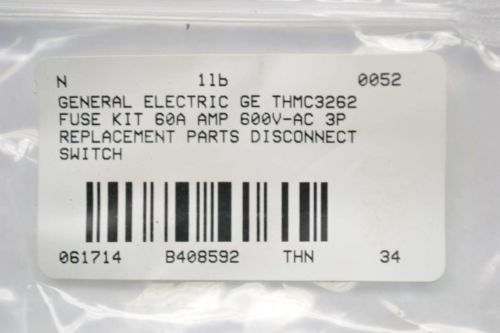 N 1lb 0052
GENERAL ELECTRIC GE THMC3262
FUSE KIT 60A AMP 600V-AC 3P
REPLACEMENT PARTS DISCONNECT
SWITCH
061714 B408592 THN 34